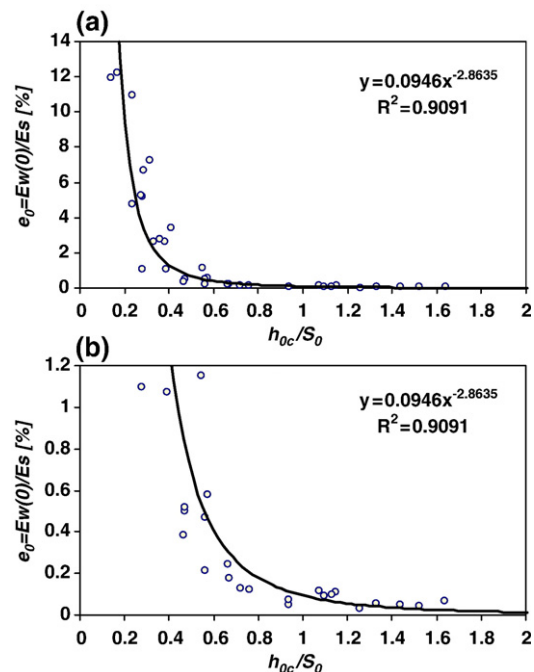 (a)
14
12
10
8
6
4
2
0
e0=Ew(0)/Es [%]
y=0.0946x^-2.8635
R²=0.9091
0 0.2 0.4 0.6 0.8 1 1.2 1.4 1.6 1.8 2
h0c/S0
(b)
1.2
1
0.8
0.6
0.4
0.2
0
e0=Ew(0)/Es [%]
y=0.0946x^-2.8635
R²=0.9091
0 0.2 0.4 0.6 0.8 1 1.2 1.4 1.6 1.8 2
h0c/S0